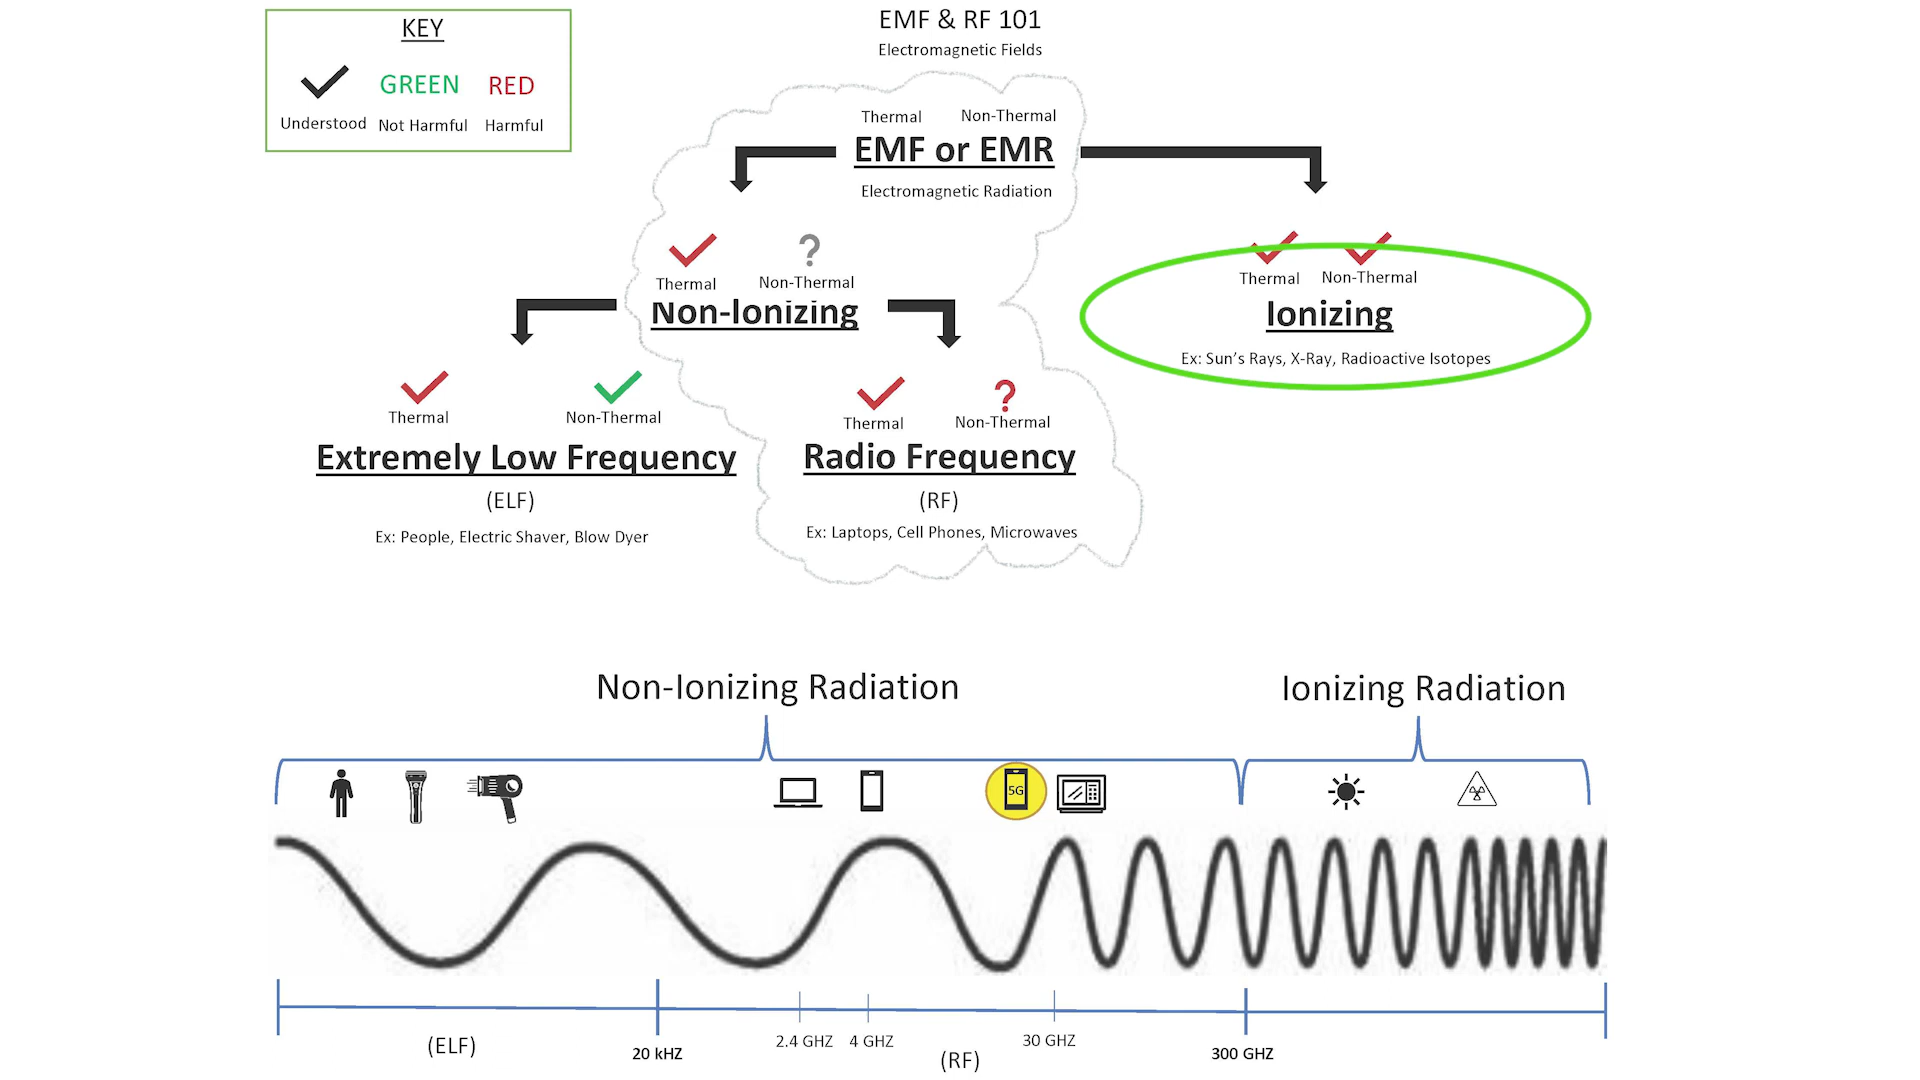 KEY
GREEN RED
Understood Not Harmful Harmful
EMF & RF 101
Electromagnetic Fields
Thermal Non-Thermal
EMF or EMR
Electromagnetic Radiation
? 
Thermal Non-Thermal
Non-Ionizing
Thermal Non-Thermal
Ionizing
Ex: Sun's Rays, X-Ray, Radioactive Isotopes
Thermal Non-Thermal
Extremely Low Frequency
(ELF)
Ex: People, Electric Shaver, Blow Dyer
?
Thermal Non-Thermal
Radio Frequency
(RF)
Ex: Laptops, Cell Phones, Microwaves
Non-Ionizing Radiation Ionizing Radiation
5G
(ELF) 20 kHZ 2.4 GHZ 4 GHZ (RF) 30 GHZ 300 GHZ